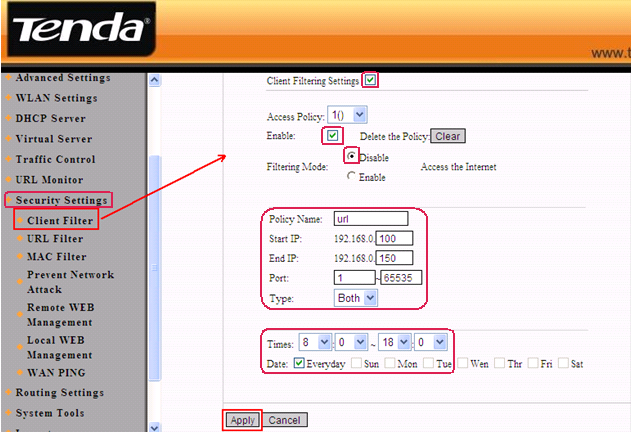 Tenda
www.t
Advanced Settings
WLAN Settings
DHCP Server
Virtual Server
Traffic Control
URL Monitor
Security Settings
Client Filter
URL Filter
MAC Filter
Prevent Network
Attack
Remote WEB
Management
Local WEB
Management
WAN PING
Routing Settings
System Tools
Client Filtering Settings
Access Policy: 1()
Enable: Delete the Policy: Clear
Filtering Mode: Disable Access the Internet
Enable
Policy Name: url
Start IP: 192.168.0. 100
End IP: 192.168.0. 150
Port: 1 ~ 65535
Type: Both
Times: 8 : 0 ~ 18 : 0
Date: Everyday Sun Mon Tue Wen Thr Fri Sat
Apply Cancel